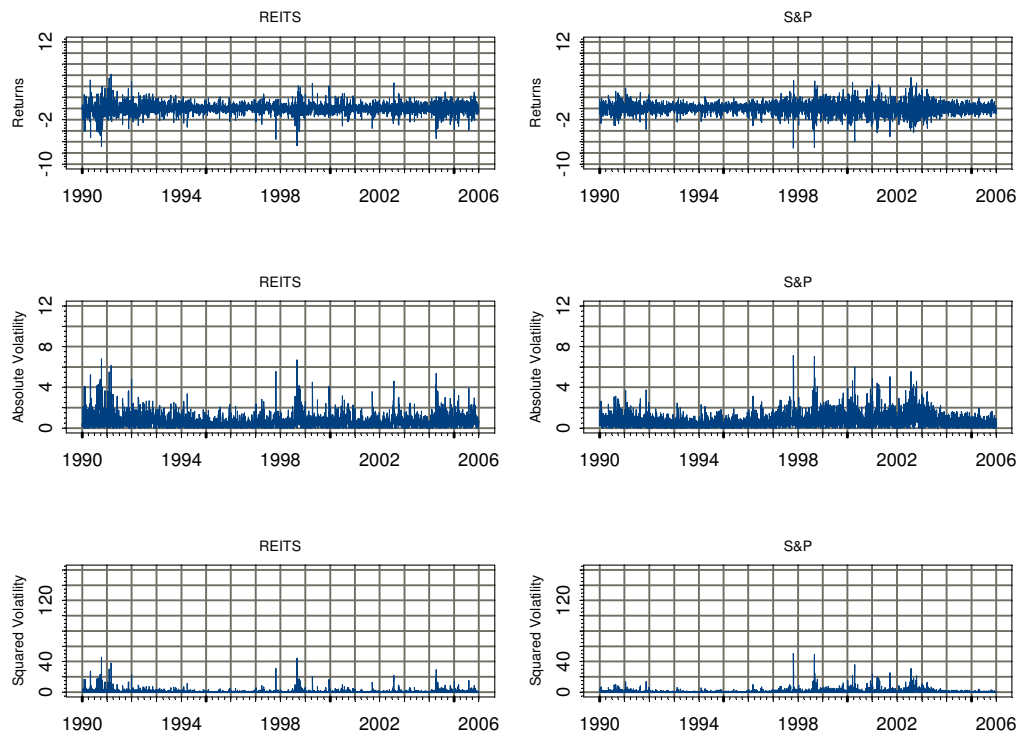 REITS
S&P
Returns
12
-2
-10
1990 1994 1998 2002 2006
Returns
12
-2
-10
1990 1994 1998 2002 2006
REITS
S&P
Absolute Volatility
12
8
4
0
1990 1994 1998 2002 2006
Absolute Volatility
12
8
4
0
1990 1994 1998 2002 2006
REITS
S&P
Squared Volatility
120
40
0
1990 1994 1998 2002 2006
Squared Volatility
120
40
0
1990 1994 1998 2002 2006